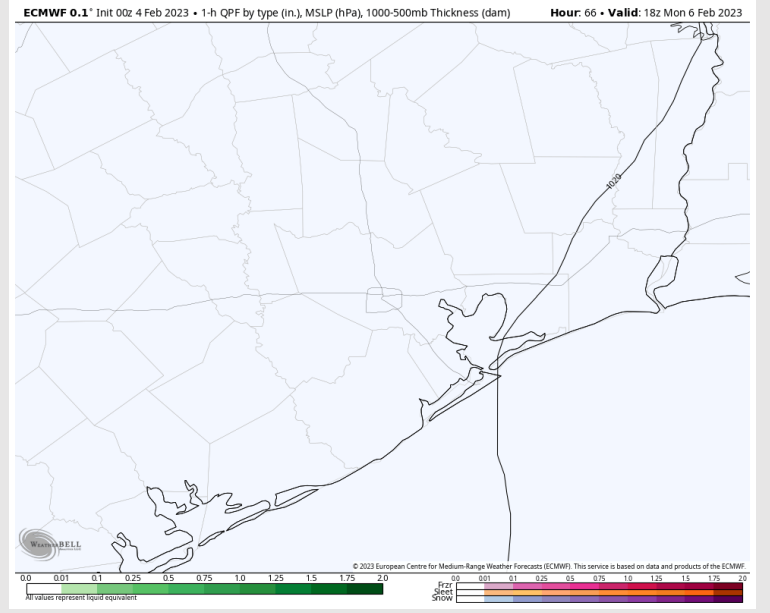 ECMWF 0.1° Init 00z 4 Feb 2023 • 1-h QPF by type (in.), MSLP (hPa), 1000-500mb Thickness (dam) Hour: 66 • Valid: 18z Mon 6 Feb 2023
1020
WeatherBELL
© 2023 European Centre for Medium-Range Weather Forecasts (ECMWF). This service is based on data and products of the ECMWF.
0.0 0.01 0.1 0.25 0.5 0.75 1.0 1.25 1.5 1.75 2.0
All values represent liquid equivalent
0.0 0.01 0.1 0.25 0.5 0.75 1.0 1.25 1.5 1.75 2.0
Frzr
Sleet
Snow